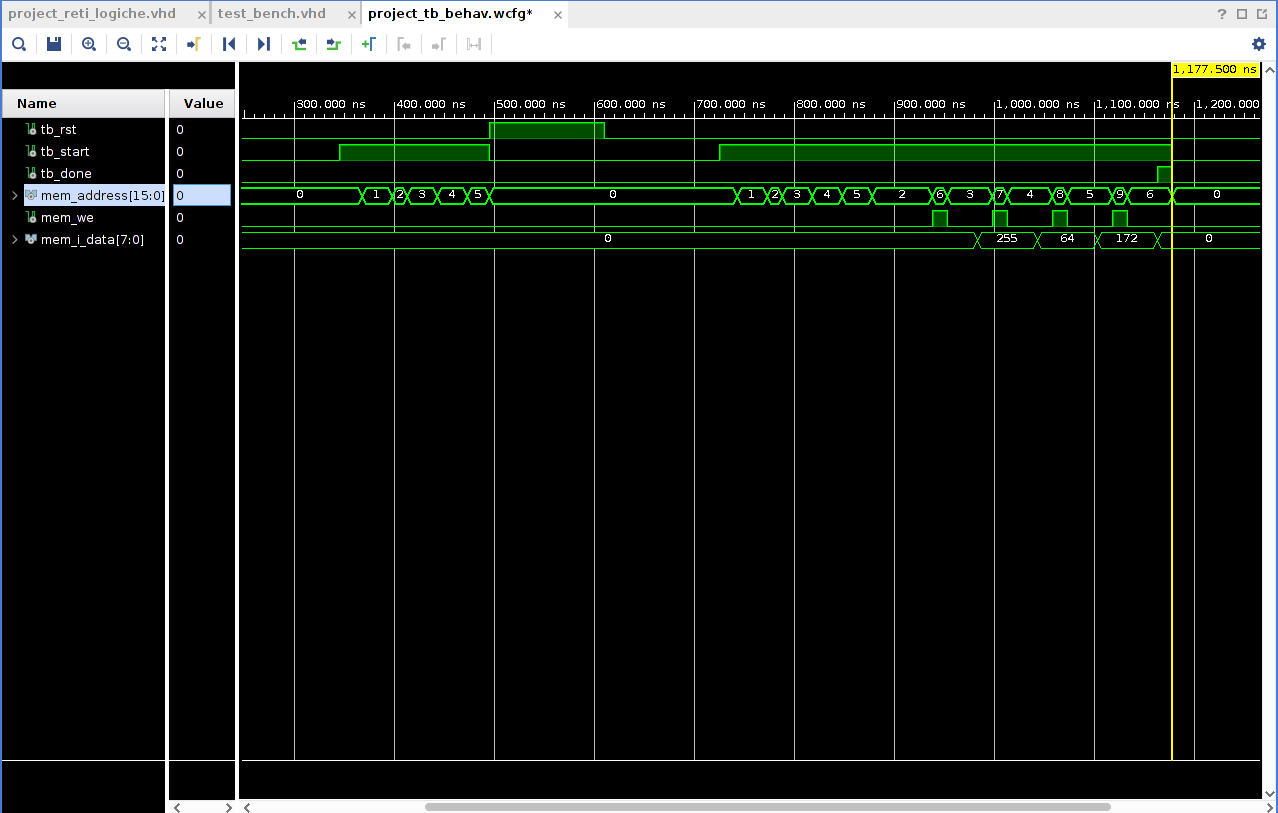 project_reti_logiche.vhd × test_bench.vhd × project_tb_behav.wcfg* × ?
1,177.500 ns
Name Value 300.000 ns 400.000 ns 500.000 ns 600.000 ns 700.000 ns 800.000 ns 900.000 ns 1,000.000 ns 1,100.000 ns 1,200.000
tb_rst 0
tb_start 0
tb_done 0
mem_address[15:0] 0 0 1 2 3 4 5 0 1 2 3 4 5 2 6 3 7 4 8 5 9 6 0
mem_we 0
mem_i_data[7:0] 0 0 255 64 172 0